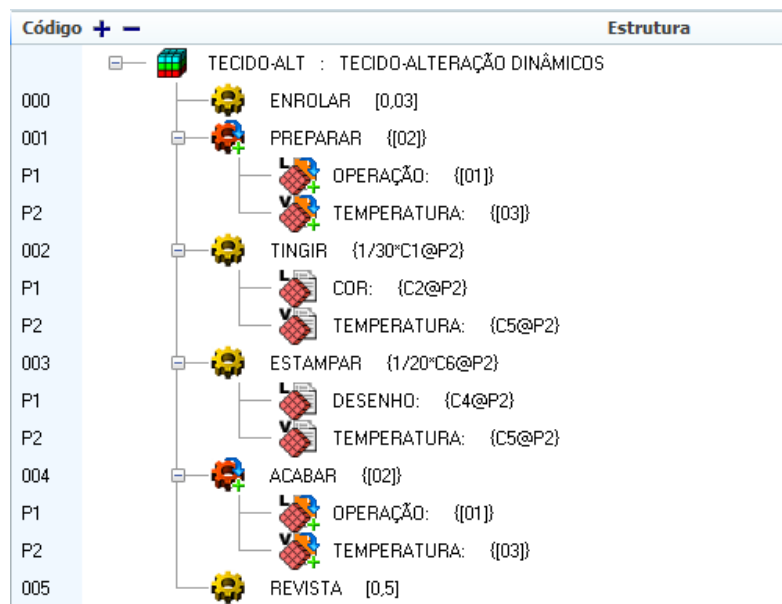 Código + − Estrutura
TECIDO-ALT : TECIDO-ALTERAÇÃO DINÂMICOS
000 ENROLAR [0,03]
001 PREPARAR {[02]}
P1 L OPERAÇÃO: {[01]}
P2 V TEMPERATURA: {[03]}
002 TINGIR {1/30*C1@P2}
P1 L COR: {C2@P2}
P2 V TEMPERATURA: {C5@P2}
003 ESTAMPAR {1/20*C6@P2}
P1 L DESENHO: {C4@P2}
P2 V TEMPERATURA: {C5@P2}
004 ACABAR {[02]}
P1 L OPERAÇÃO: {[01]}
P2 V TEMPERATURA: {[03]}
005 REVISTA [0,5]